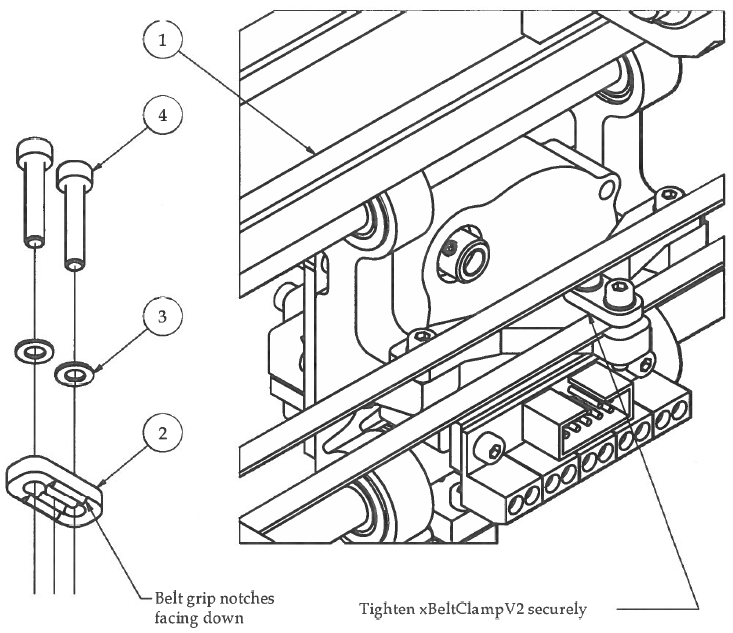 1
4
3
2
Belt grip notches
facing down
Tighten xBeltClampV2 securely